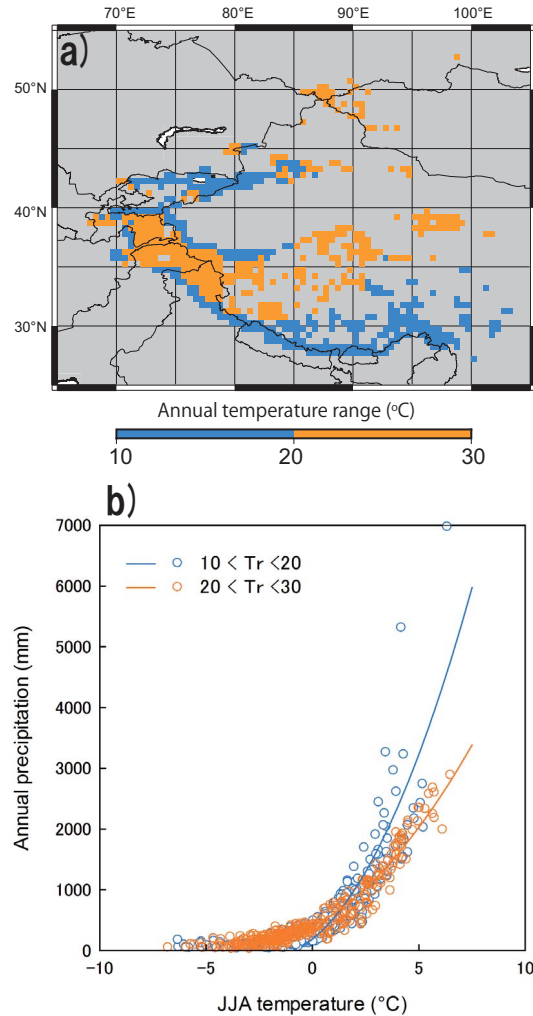 70°E 80°E 90°E 100°E
a)
50°N
40°N
30°N
Annual temperature range (°C)
10 20 30
b)
7000
6000
5000
4000
3000
2000
1000
0
Annual precipitation (mm)
10 < Tr <20
20 < Tr <30
-10 -5 0 5 10
JJA temperature (°C)